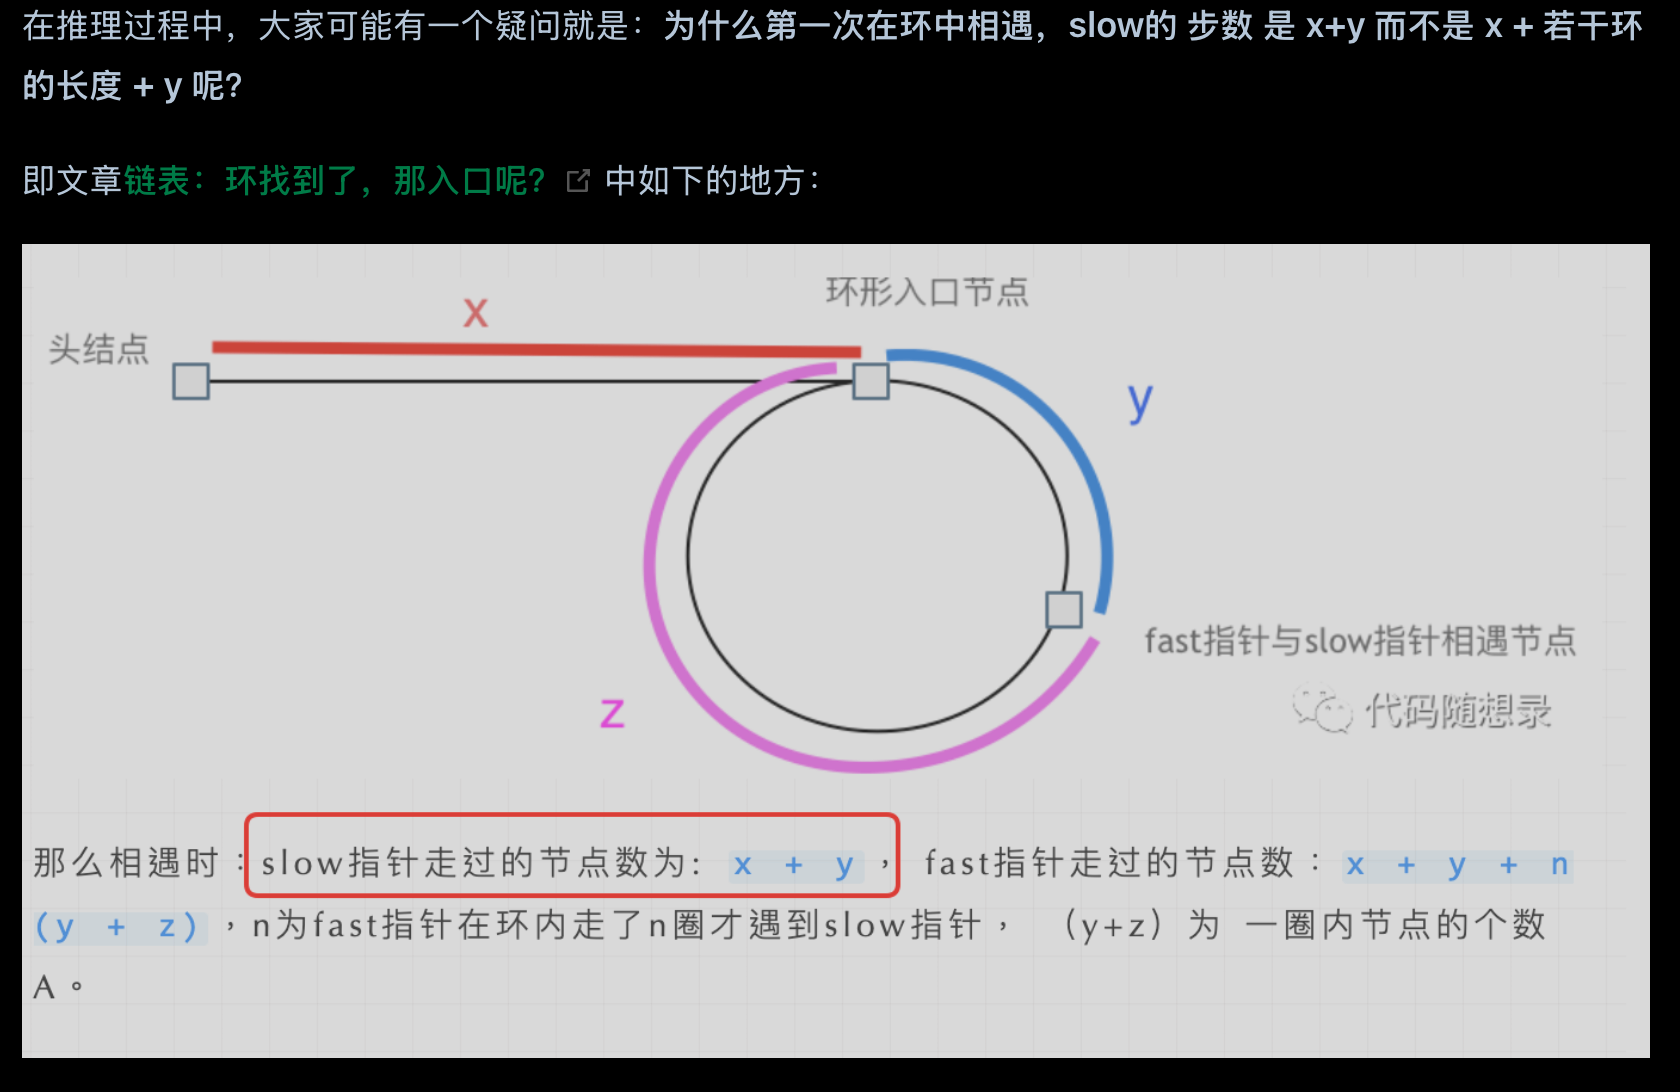 在推理过程中，大家可能有一个疑问就是：为什么第一次在环中相遇，slow的 步数 是 x+y 而不是 x + 若干环
的长度 + y 呢？
即文章链表：环找到了，那入口呢？ 中如下的地方：
环形入口节点
x
头结点
y
fast指针与slow指针相遇节点
z
代码随想录
那么相遇时：slow指针走过的节点数为: x + y，fast指针走过的节点数：x + y + n
(y + z)，n为fast指针在环内走了n圈才遇到slow指针， （y+z）为 一圈内节点的个数
A。